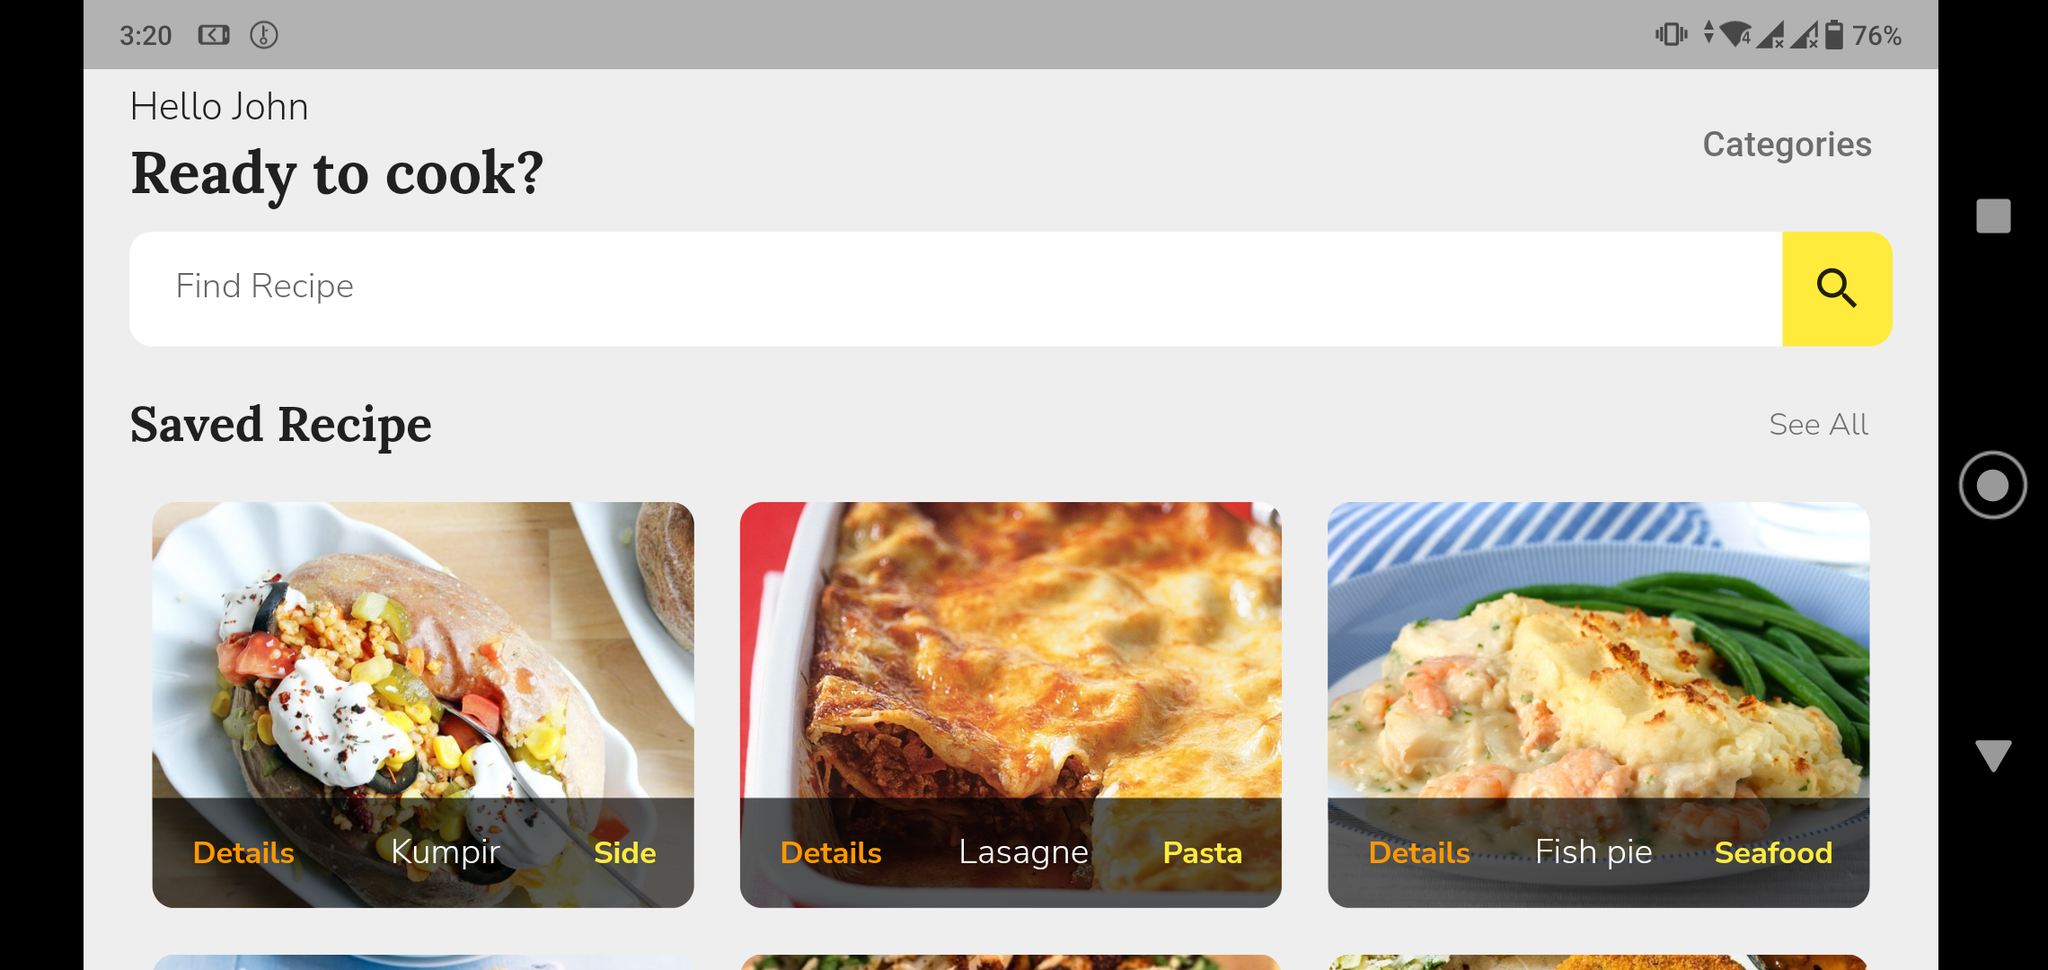 3:20
4 76%
Hello John
Ready to cook?
Categories
Find Recipe
Saved Recipe
See All
Details Kumpir Side
Details Lasagne Pasta
Details Fish pie Seafood